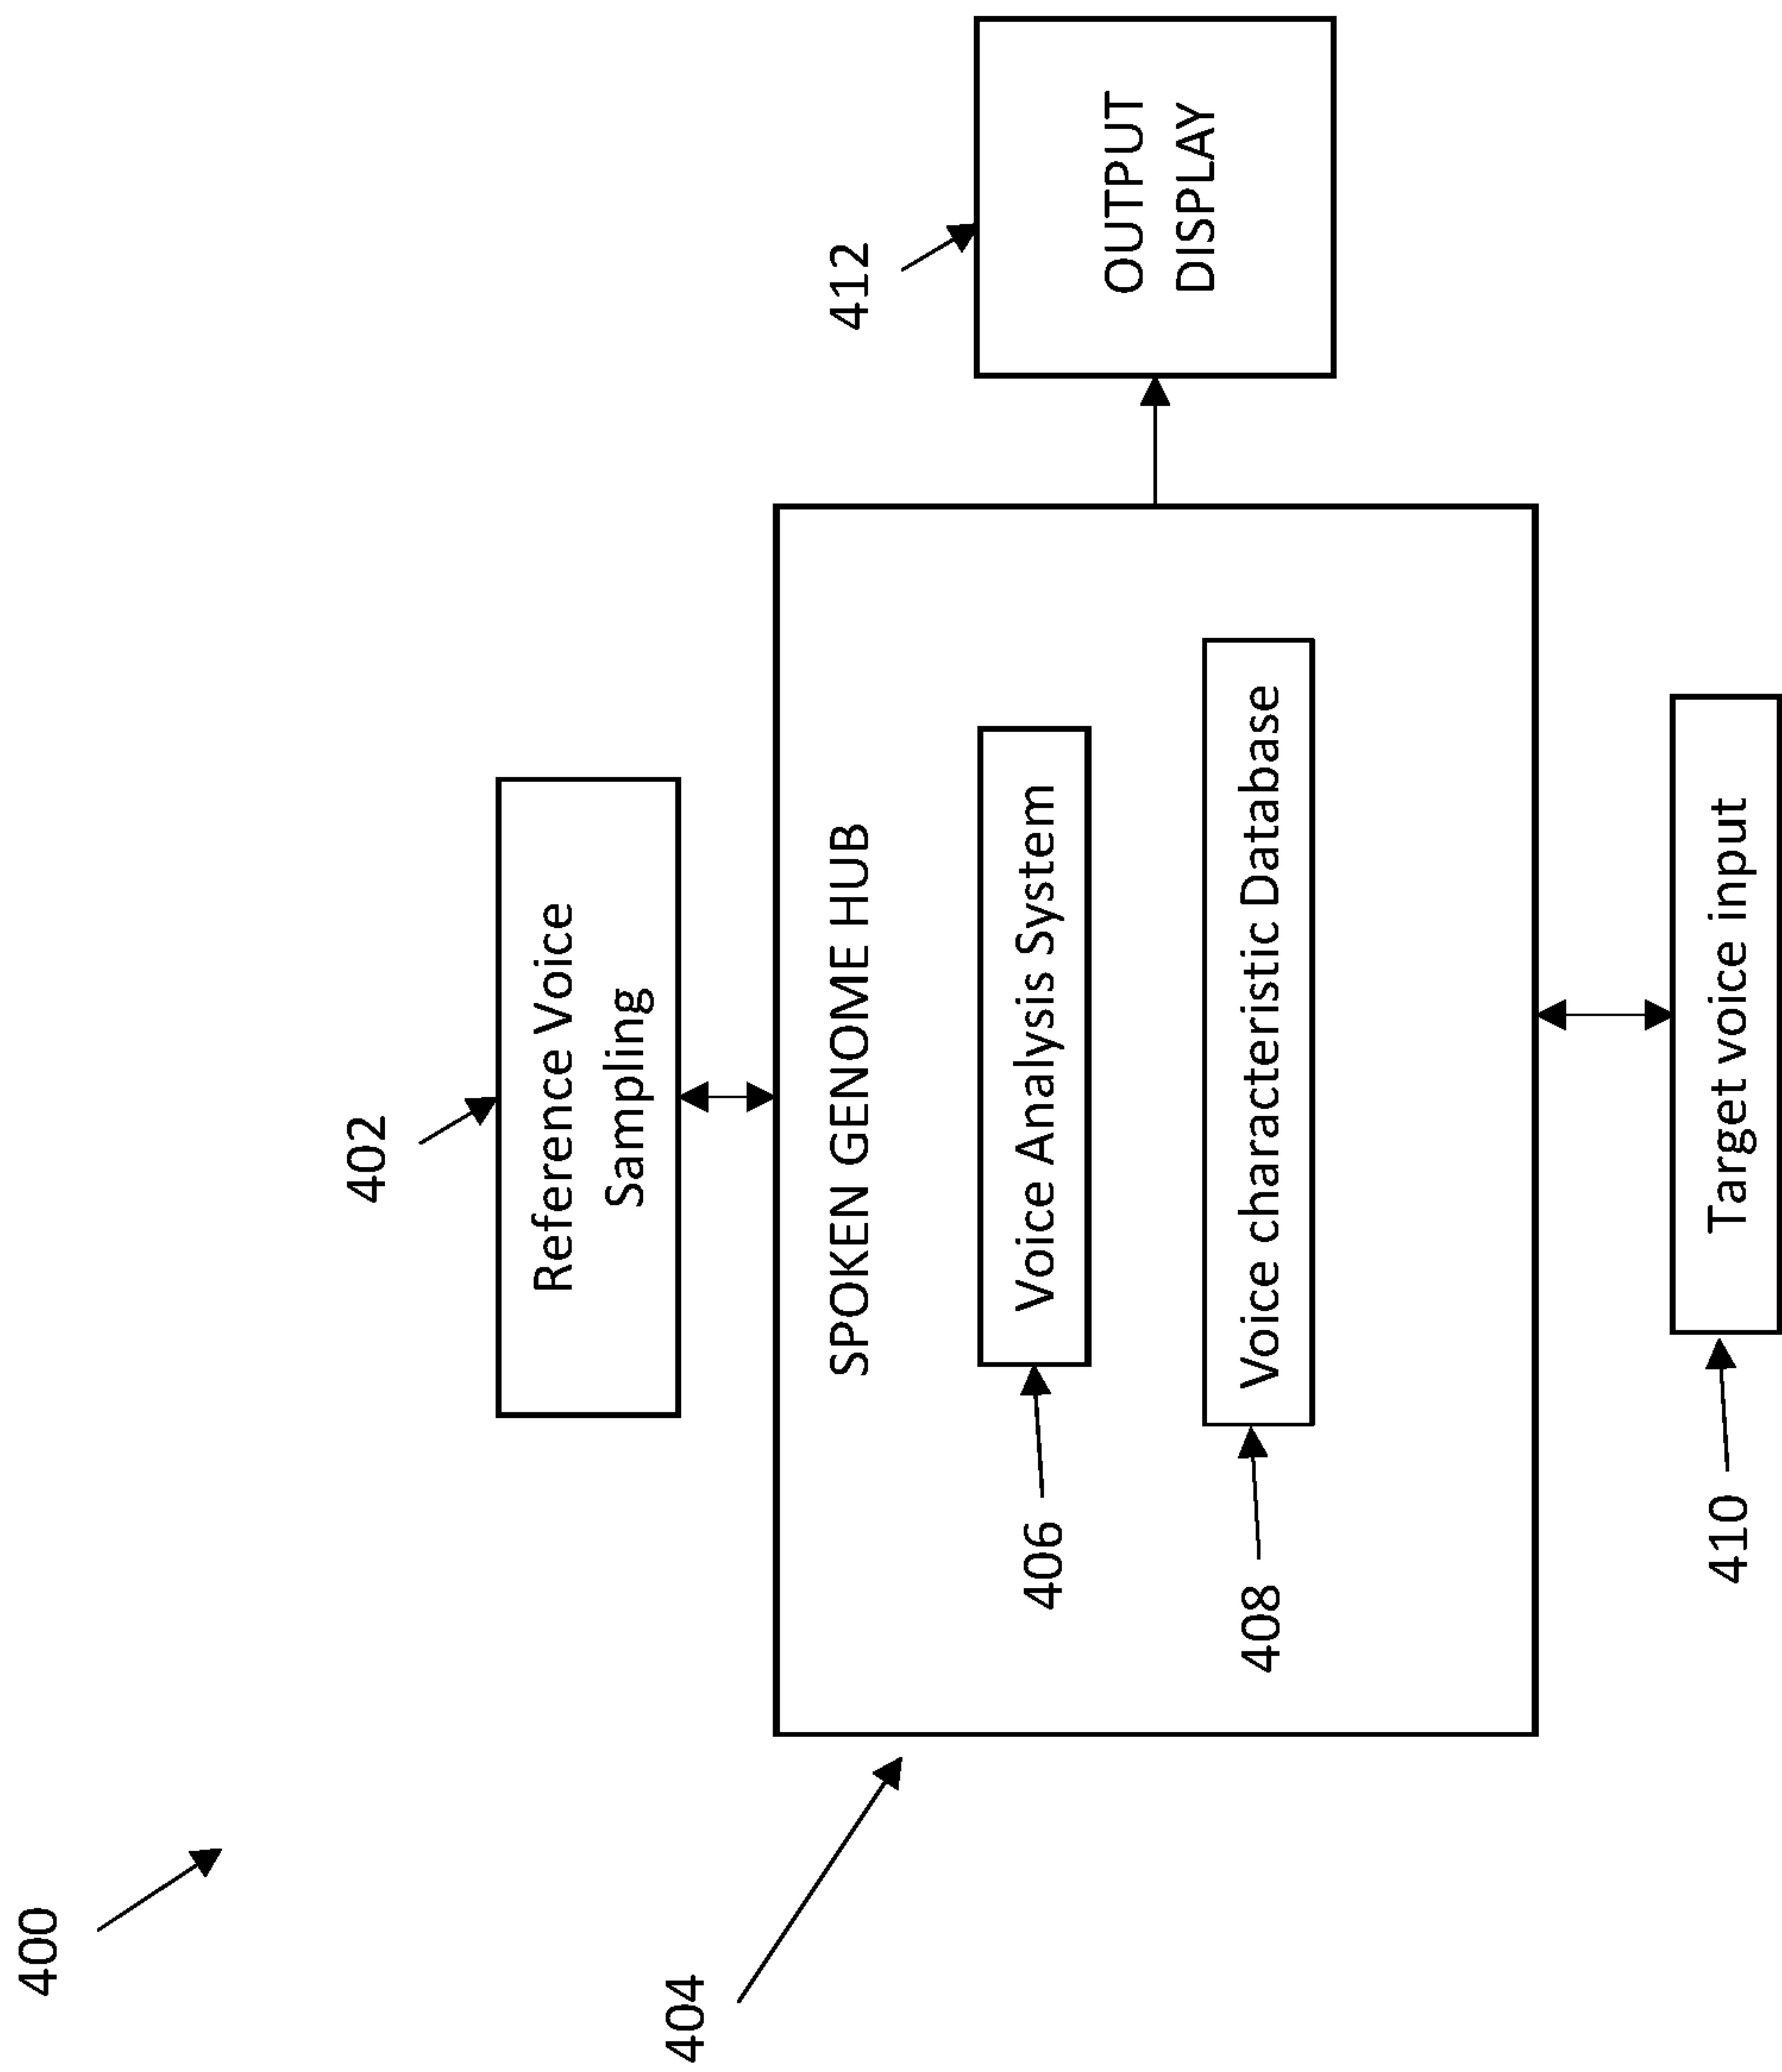 400
402
Reference Voice
Sampling
404
SPOKEN GENOME HUB
406
Voice Analysis System
408
Voice characteristic Database
412
OUTPUT
DISPLAY
410
Target voice input